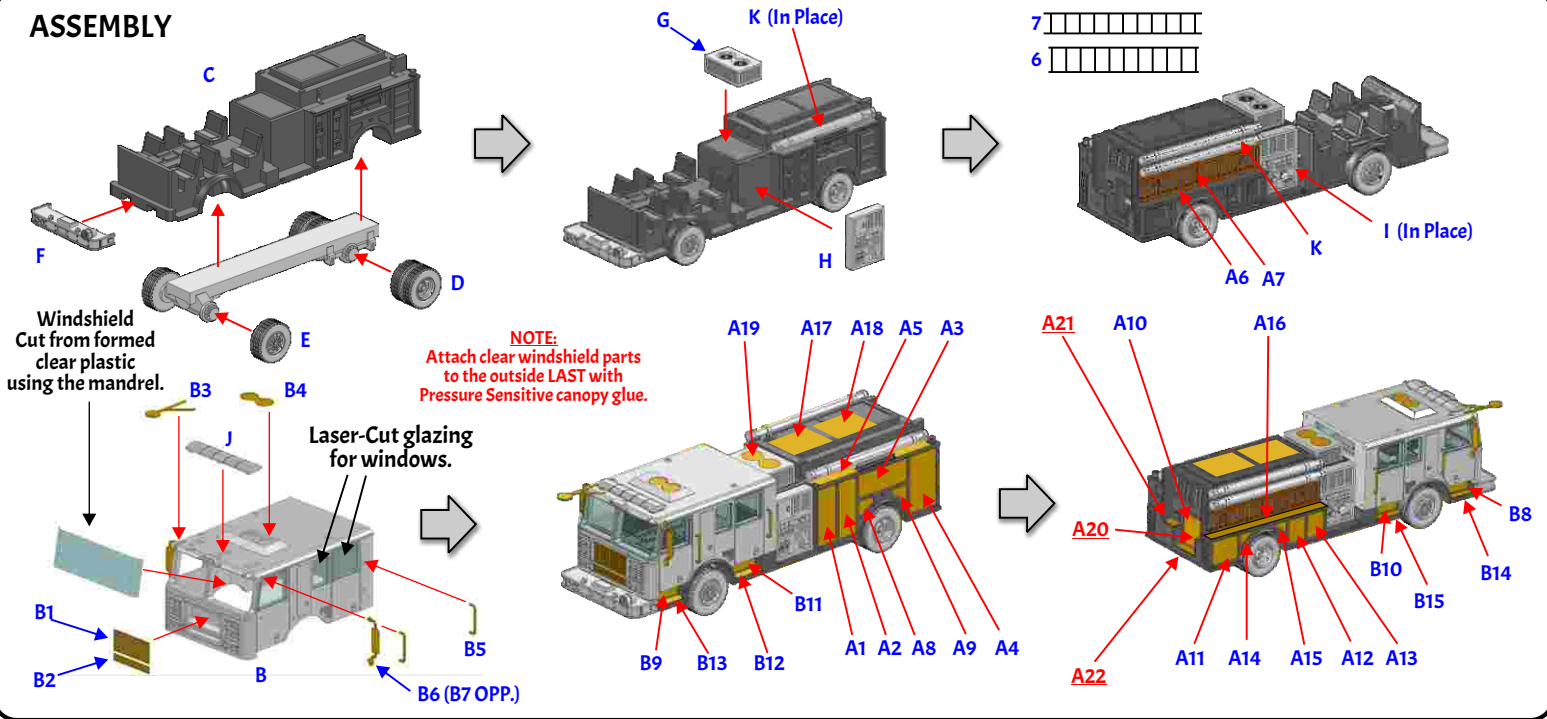 ASSEMBLY
C
F
D
E
G
K (In Place)
H
7
6
I (In Place)
K
A6
A7
Windshield
Cut from formed
clear plastic
using the mandrel.
B3
B4
J
Laser-Cut glazing
for windows.
B1
B2
B
B5
B6 (B7 OPP.)
NOTE:
Attach clear windshield parts
to the outside LAST with
Pressure Sensitive canopy glue.
A19
A17
A18
A5
A3
B9
B13
B12
B11
A1
A2
A8
A9
A4
A21
A10
A16
A20
A22
A11
A14
A15
A12
A13
B10
B15
B14
B8